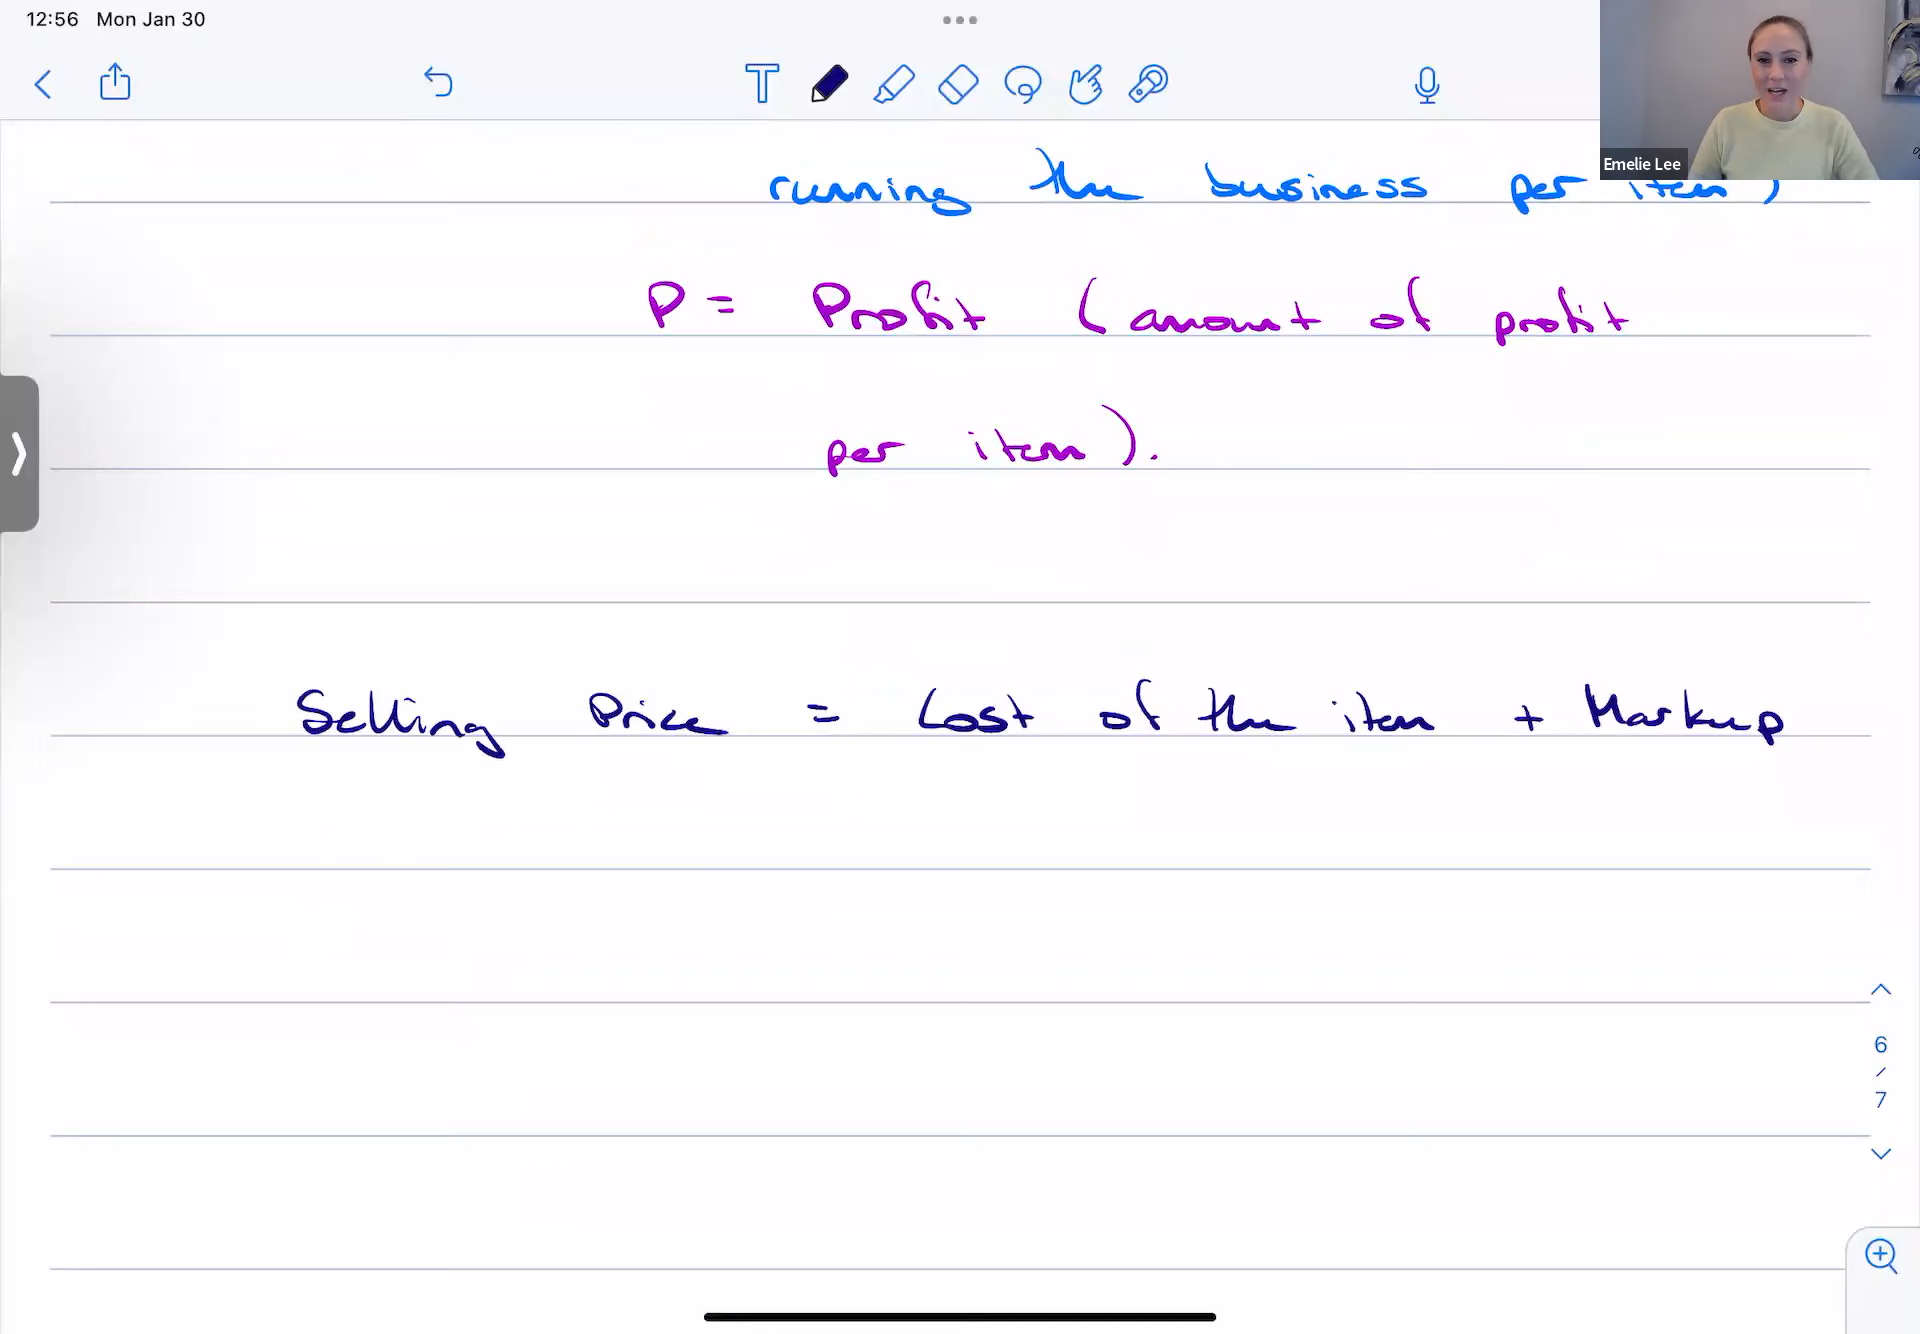 12:56 Mon Jan 30
T
Emelie Lee
running the business per item)
P = Profit (amount of profit
per item).
Selling Price = Cost of the item + Markup
6
/
7